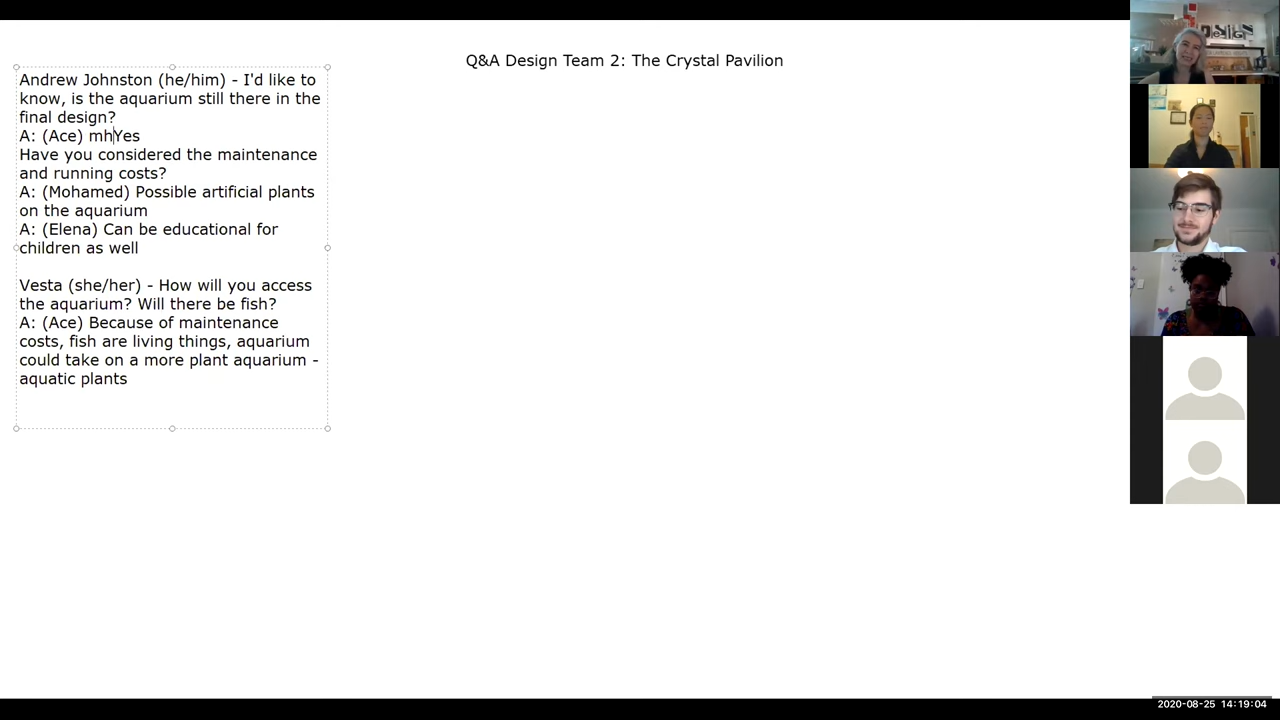 Q&A Design Team 2: The Crystal Pavilion
Andrew Johnston (he/him) - I'd like to
know, is the aquarium still there in the
final design?
A: (Ace) mhYes
Have you considered the maintenance
and running costs?
A: (Mohamed) Possible artificial plants
on the aquarium
A: (Elena) Can be educational for
children as well
Vesta (she/her) - How will you access
the aquarium? Will there be fish?
A: (Ace) Because of maintenance
costs, fish are living things, aquarium
could take on a more plant aquarium -
aquatic plants
2020-08-25 14:19:04